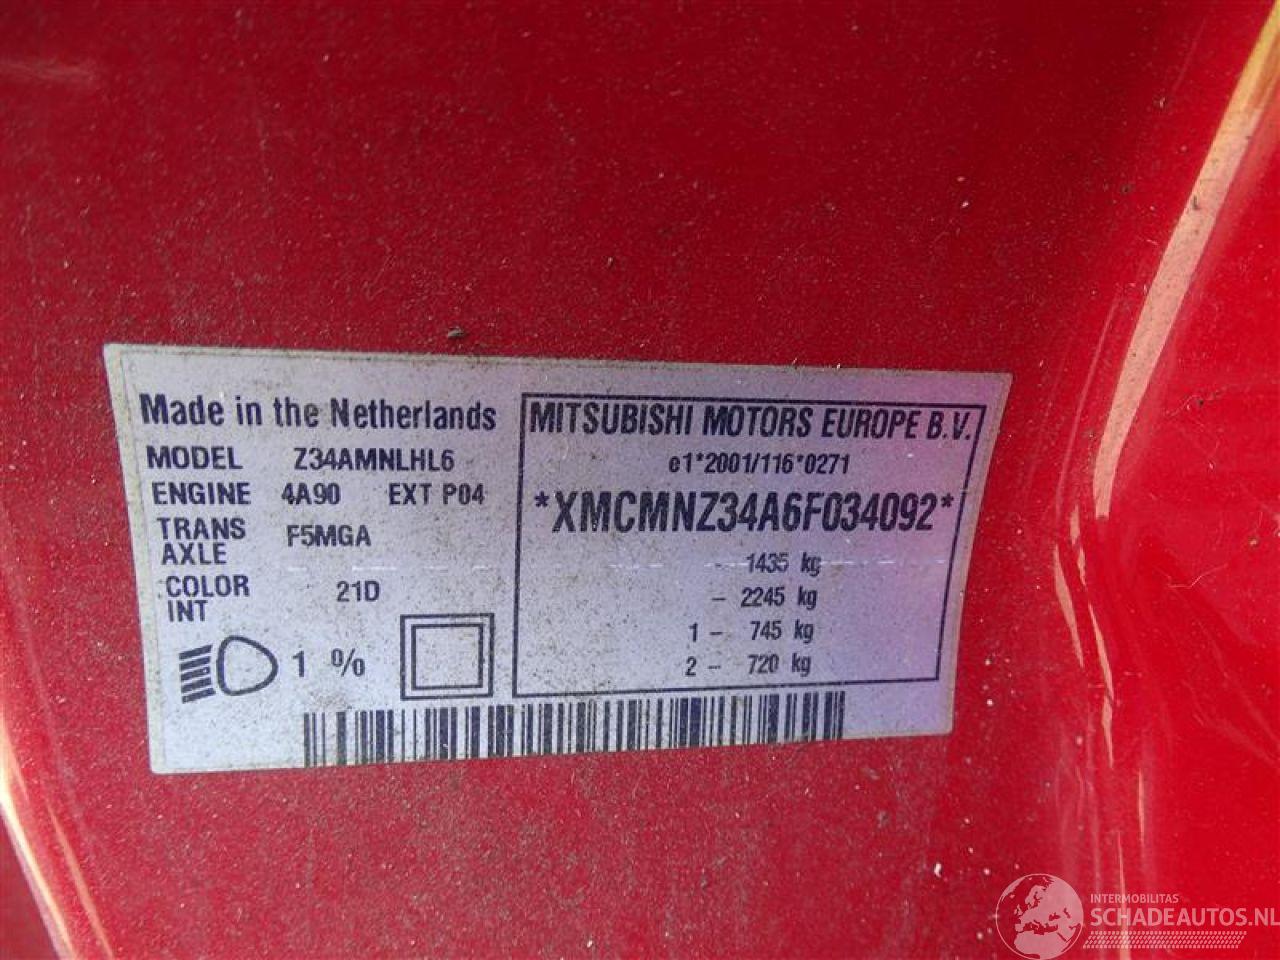 Made in the Netherlands
MODEL Z34AMNLHL6
ENGINE 4A90 EXT P04
TRANS AXLE F5MGA
COLOR INT 21D
1 %
MITSUBISHI MOTORS EUROPE B.V.
e1*2001/116*0271
*XMCMNZ34A6F034092*
- 1435 kg
- 2245 kg
1 - 745 kg
2 - 720 kg
INTERMOBILITAS
SCHADEAUTOS.NL